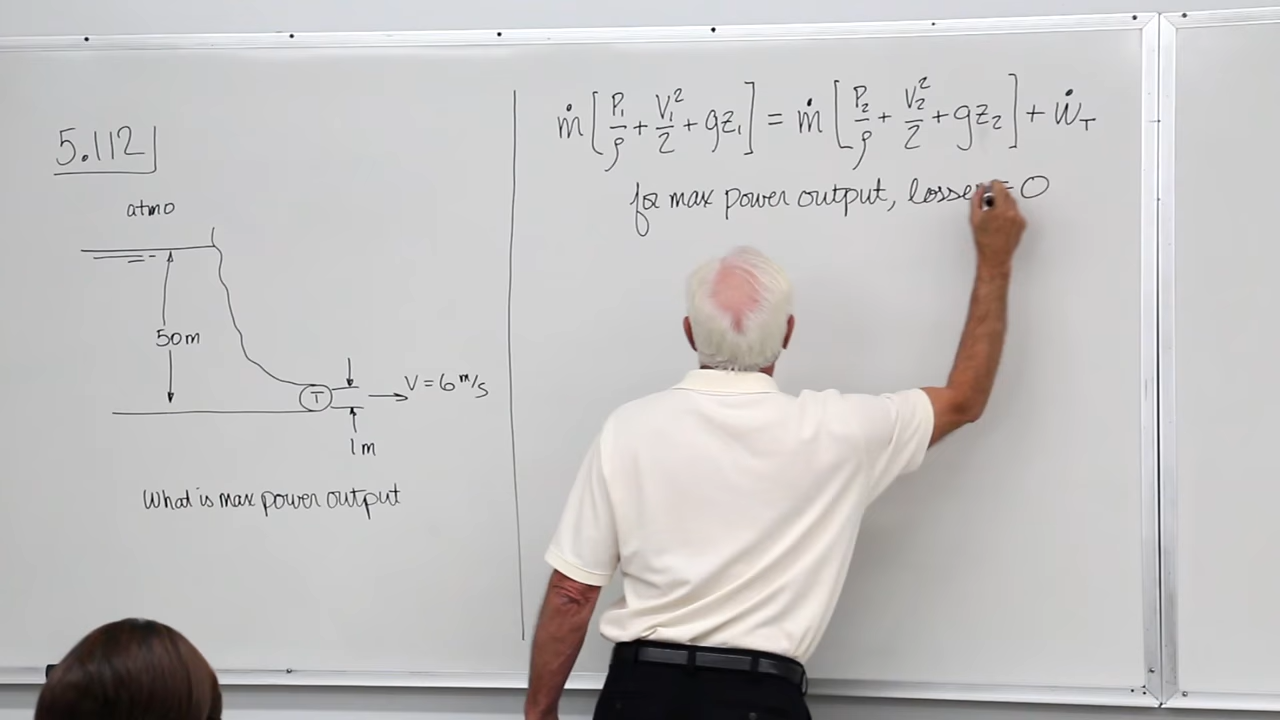 5.112
atmo
50m
T
V = 6 m/s
1m
What is max power output
ṁ[P₁/ρ + V₁²/2 + gz₁] = ṁ[P₂/ρ + V₂²/2 + gz₂] + ẇ_T
for max power output, losses = 0